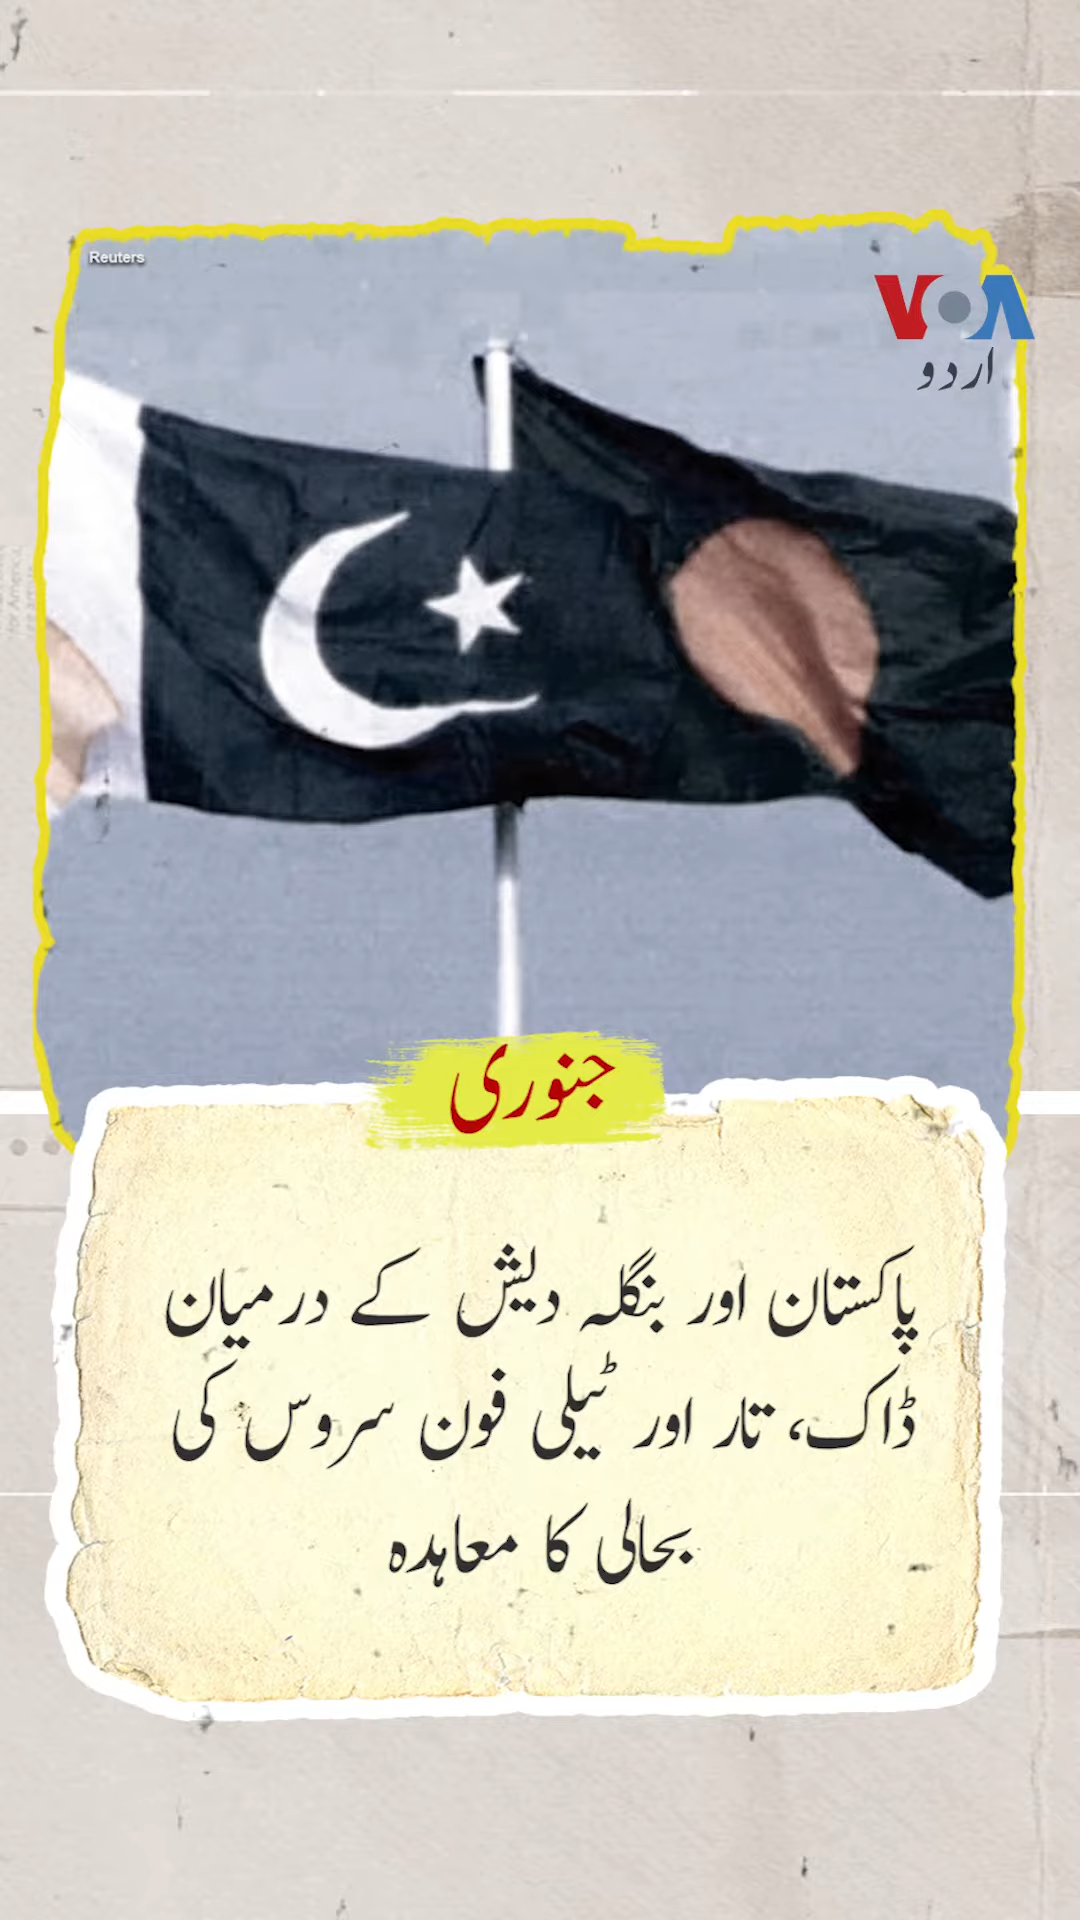 Reuters
VOA
اردو
جنوری
پاکستان اور بنگلہ دیش کے درمیان
ڈاک، تار اور ٹیلی فون سروس کی
بحالی کا معاہدہ